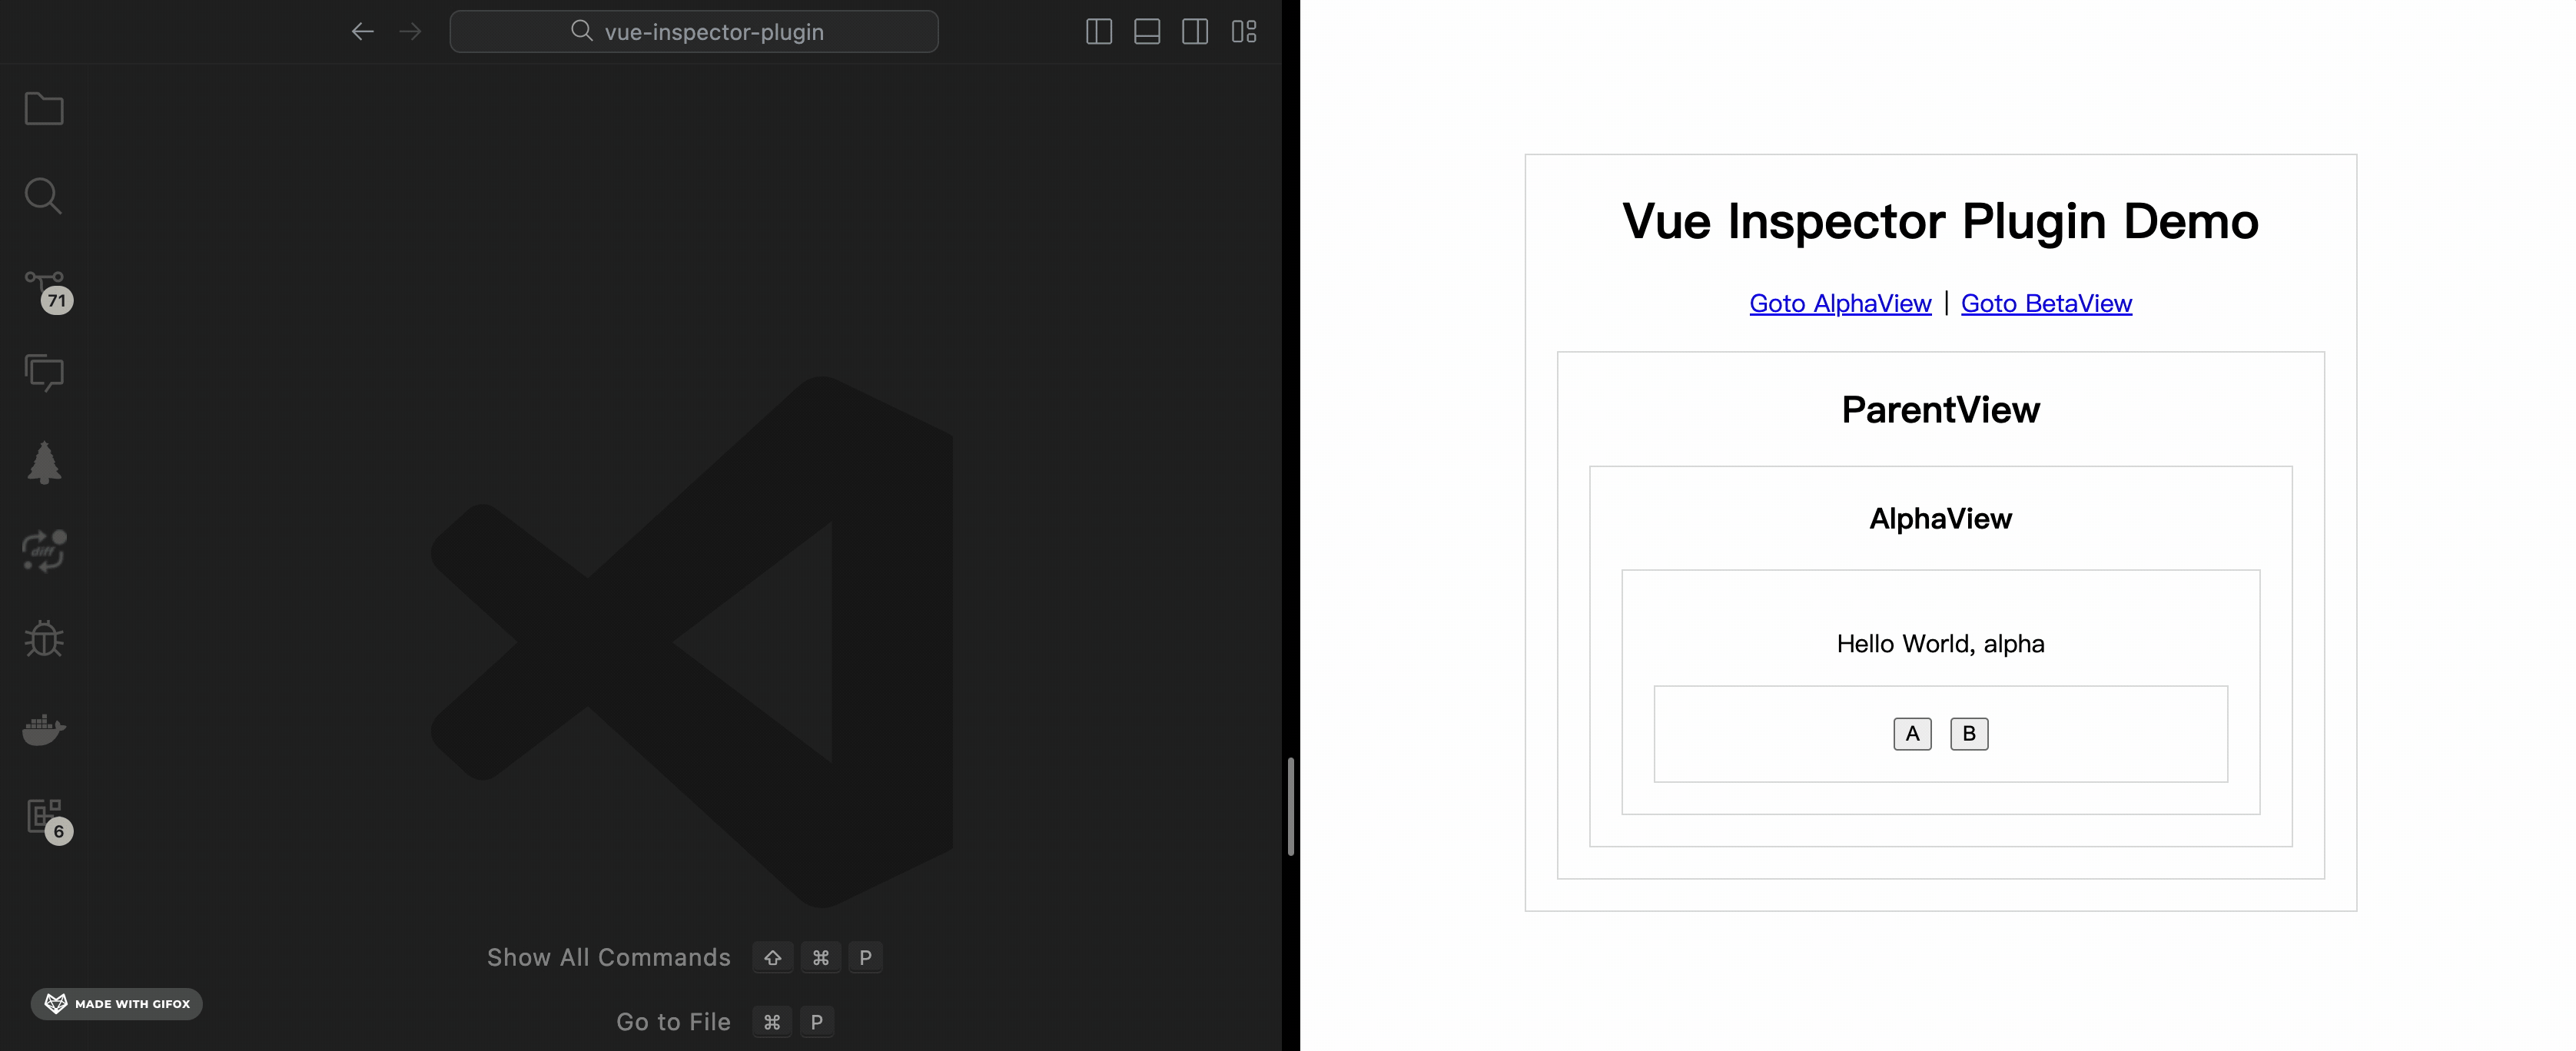 vue-inspector-plugin
71
diff
6
Show All Commands ⇧ ⌘ P
Go to File ⌘ P
MADE WITH GIFOX
Vue Inspector Plugin Demo
Goto AlphaView | Goto BetaView
ParentView
AlphaView
Hello World, alpha
A B